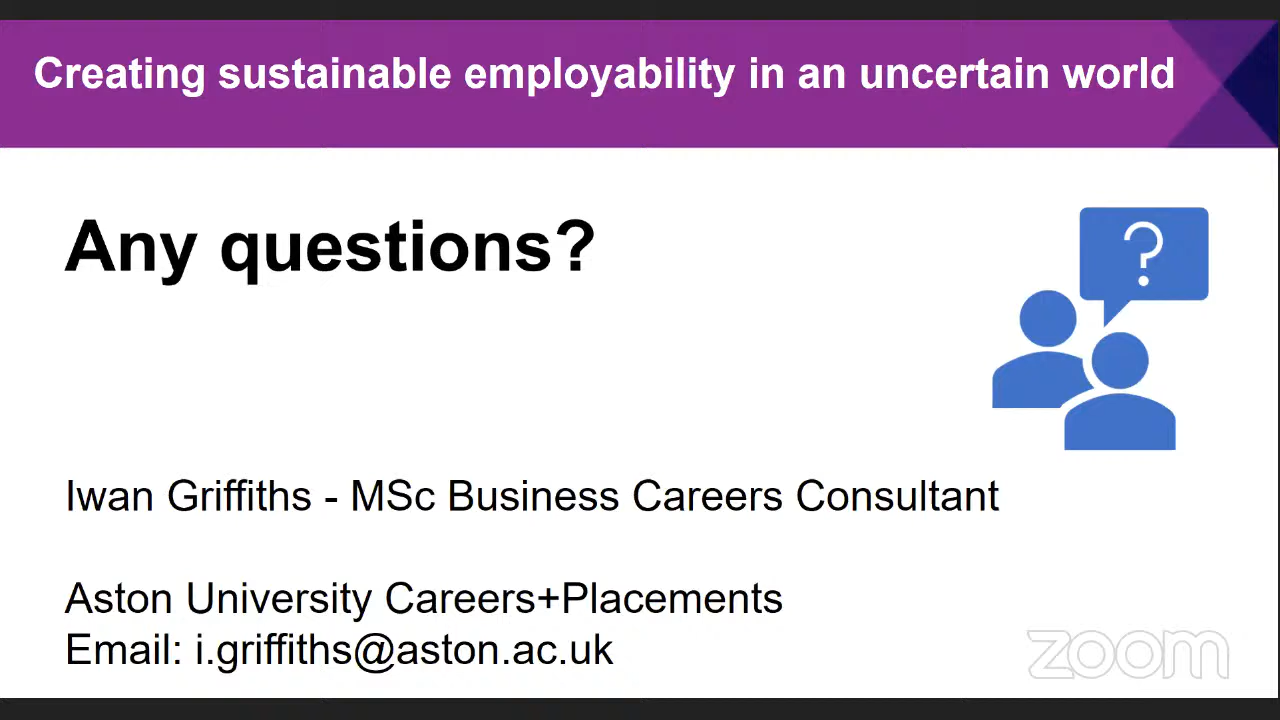 Creating sustainable employability in an uncertain world
Any questions?
?
Iwan Griffiths - MSc Business Careers Consultant
Aston University Careers+Placements
Email: i.griffiths@aston.ac.uk
zoom